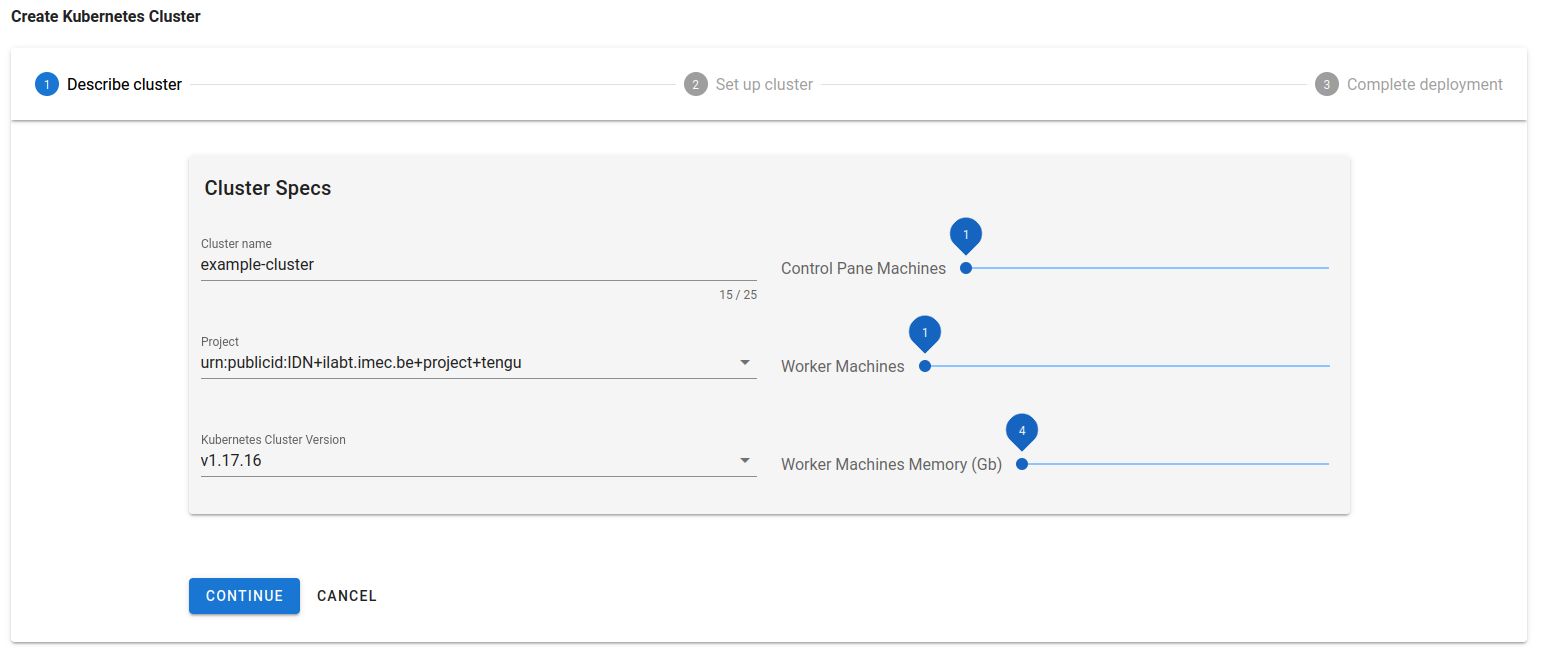 Create Kubernetes Cluster
1 Describe cluster
2 Set up cluster
3 Complete deployment
Cluster Specs
Cluster name
example-cluster
15 / 25
1
Control Pane Machines
Project
urn:publicid:IDN+ilabt.imec.be+project+tengu
1
Worker Machines
Kubernetes Cluster Version
v1.17.16
4
Worker Machines Memory (Gb)
CONTINUE
CANCEL